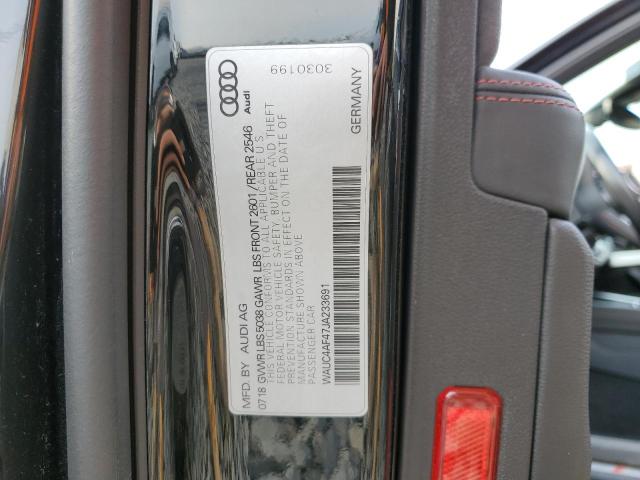 Audi
3030199
MFD. BY AUDI AG GERMANY
0718 GVWR LBS 5038 GAWR LBS FRONT 2601 / REAR 2546
THIS VEHICLE CONFORMS TO ALL APPLICABLE U S
FEDERAL MOTOR VEHICLE SAFETY, BUMPER AND THEFT
PREVENTION STANDARDS IN EFFECT ON THE DATE OF
MANUFACTURE SHOWN ABOVE
PASSENGER CAR
WAUC4AF47JA233691